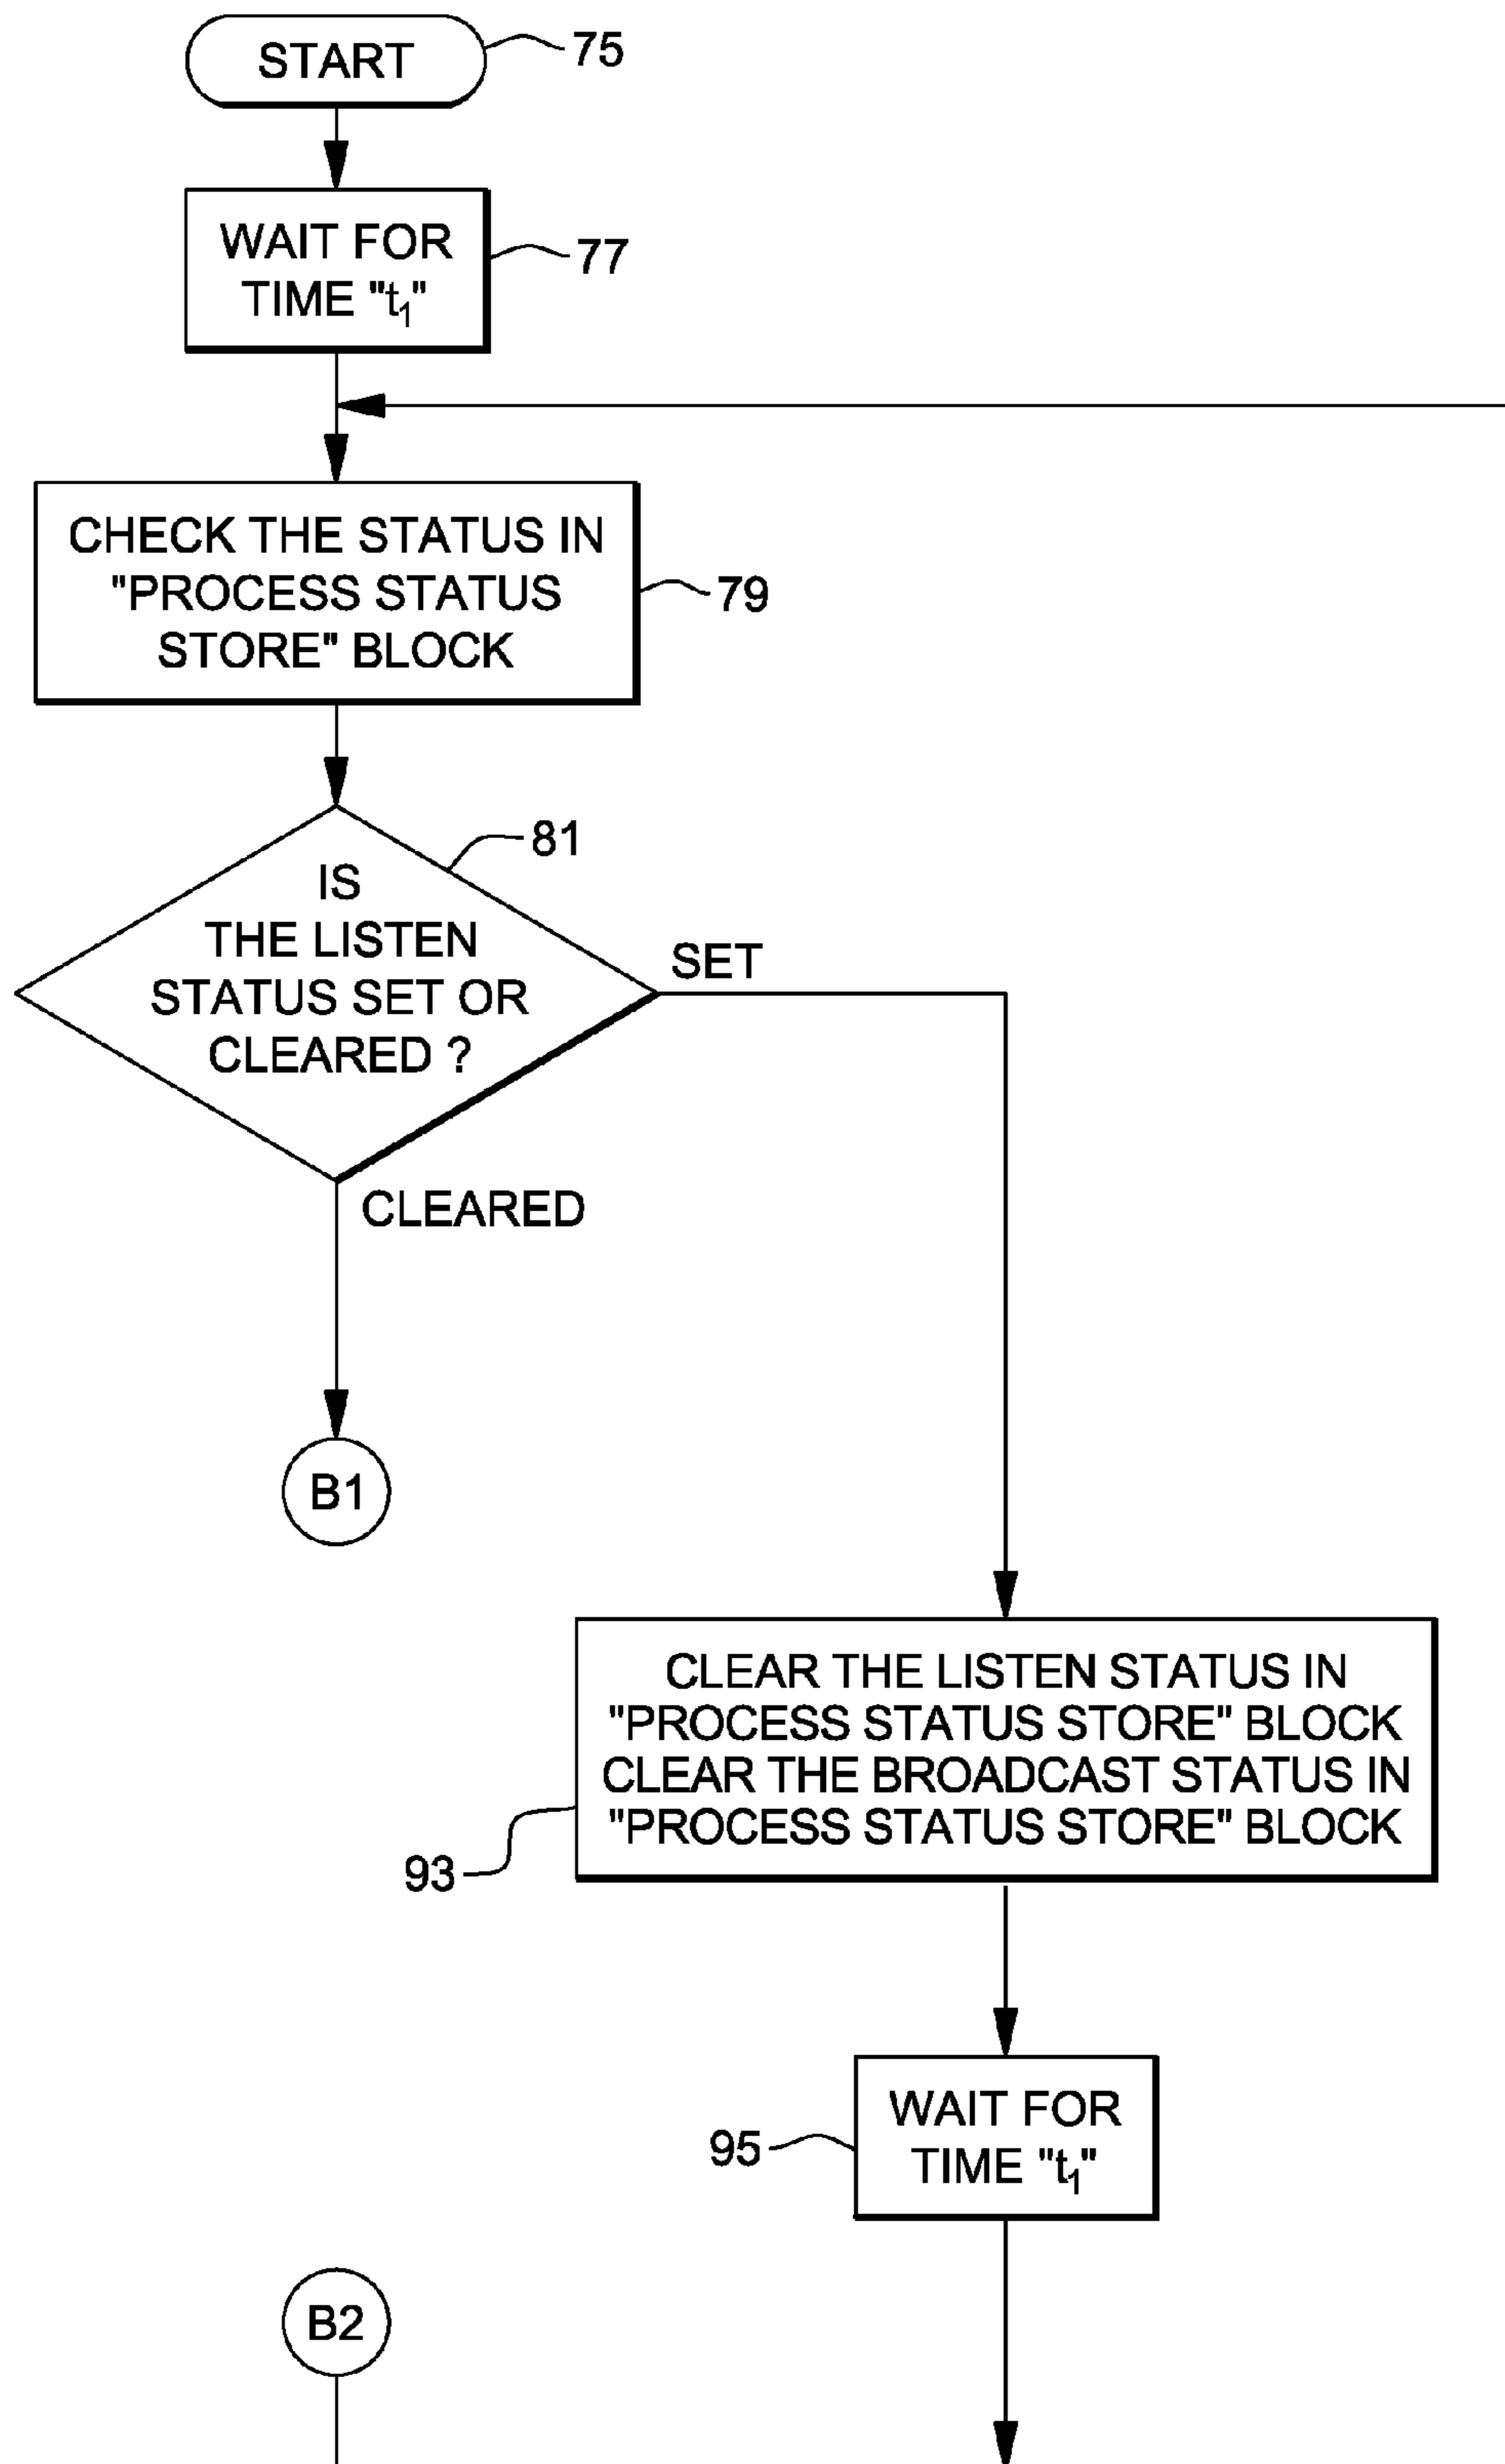 START
75
WAIT FOR
TIME "t₁"
77
CHECK THE STATUS IN
"PROCESS STATUS
STORE" BLOCK
79
81
IS
THE LISTEN
STATUS SET OR
CLEARED ?
SET
CLEARED
B1
CLEAR THE LISTEN STATUS IN
"PROCESS STATUS STORE" BLOCK
CLEAR THE BROADCAST STATUS IN
"PROCESS STATUS STORE" BLOCK
93
WAIT FOR
TIME "t₁"
95
B2